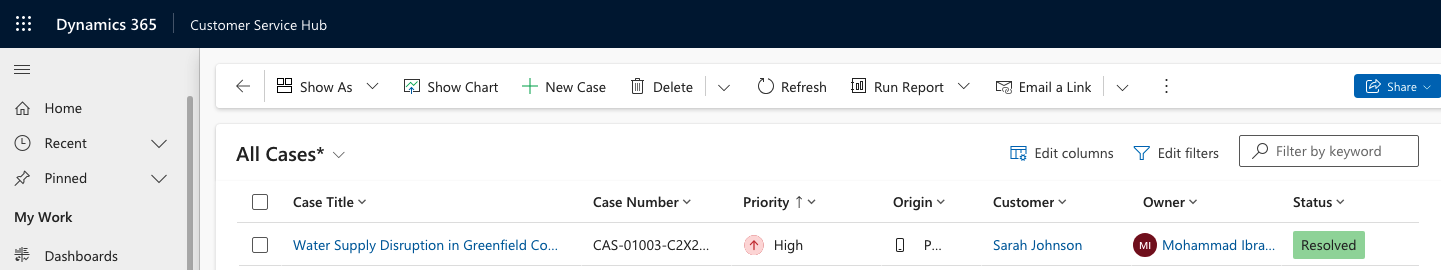 Dynamics 365 Customer Service Hub
Show As Show Chart New Case Delete Refresh Run Report Email a Link Share
Home
Recent
Pinned
My Work
Dashboards
All Cases* Edit columns Edit filters Filter by keyword
Case Title Case Number Priority Origin Customer Owner Status
Water Supply Disruption in Greenfield Co... CAS-01003-C2X2... High P... Sarah Johnson MI Mohammad Ibra... Resolved